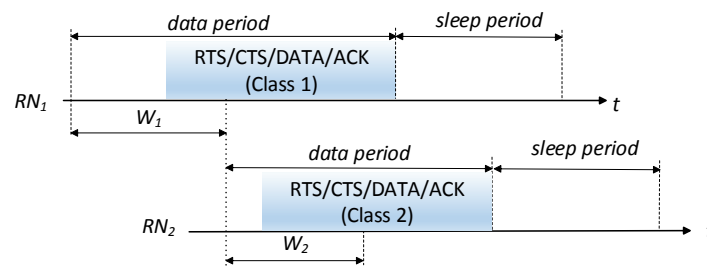 data period
sleep period
RTS/CTS/DATA/ACK
(Class 1)
RN1
t
W1
data period
sleep period
RTS/CTS/DATA/ACK
(Class 2)
RN2
W2